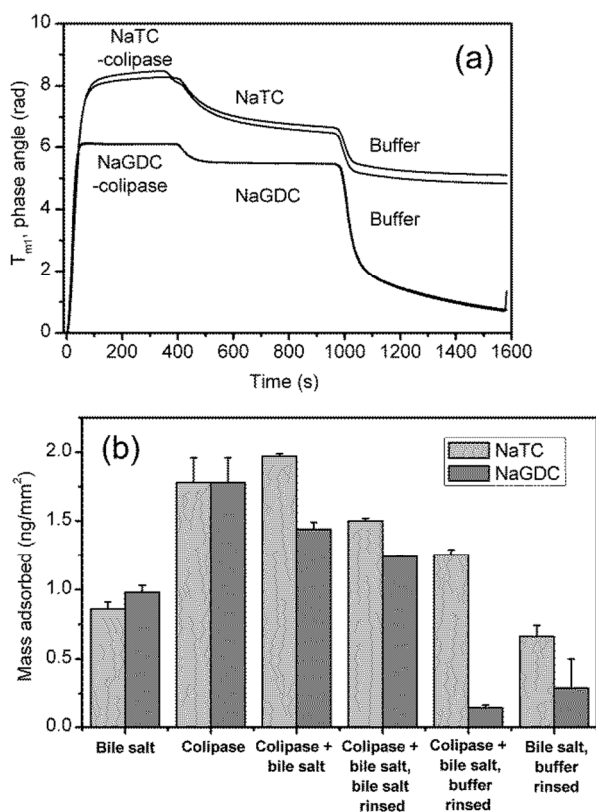 (a)
NaTC
-colipase
NaTC
Buffer
NaGDC
-colipase
NaGDC
Buffer
T_m1, phase angle (rad)
10
8
6
4
2
0
0 200 400 600 800 1000 1200 1400 1600
Time (s)
(b)
NaTC
NaGDC
Mass adsorbed (ng/mm²)
2.0
1.5
1.0
0.5
0.0
Bile salt
Colipase
Colipase +
bile salt
Colipase +
bile salt,
bile salt
rinsed
Colipase +
bile salt,
buffer
rinsed
Bile salt,
buffer
rinsed